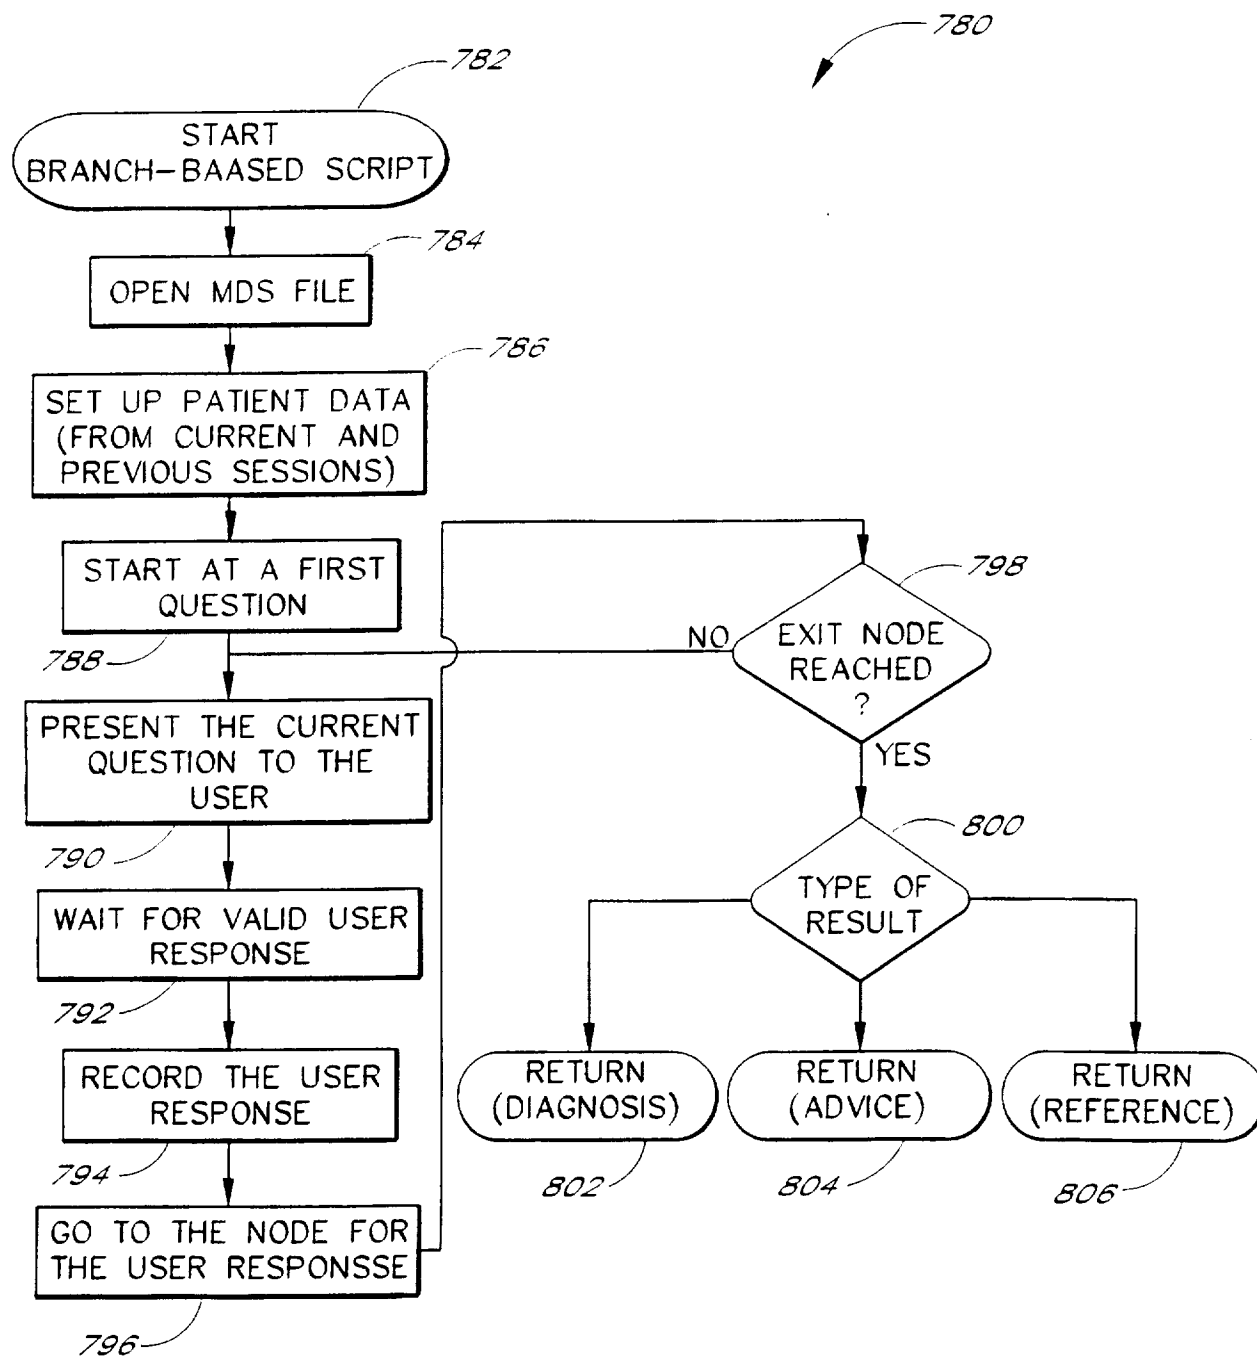 780
782
START
BRANCH-BAASED SCRIPT
784
OPEN MDS FILE
786
SET UP PATIENT DATA
(FROM CURRENT AND
PREVIOUS SESSIONS)
START AT A FIRST
QUESTION
788
PRESENT THE CURRENT
QUESTION TO THE
USER
790
WAIT FOR VALID USER
RESPONSE
792
RECORD THE USER
RESPONSE
794
GO TO THE NODE FOR
THE USER RESPONSSE
796
798
NO
EXIT NODE
REACHED
?
YES
800
TYPE OF
RESULT
RETURN
(DIAGNOSIS)
802
RETURN
(ADVICE)
804
RETURN
(REFERENCE)
806